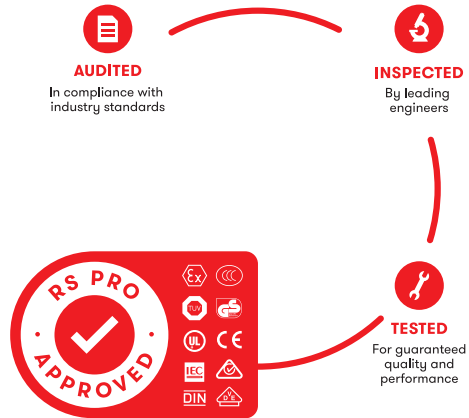 AUDITED
In compliance with
industry standards
INSPECTED
By leading
engineers
TESTED
For guaranteed
quality and
performance
RS PRO
APPROVED
Ex
CCC
TÜV
GS
UL
CE
IEC
DIN
VDE